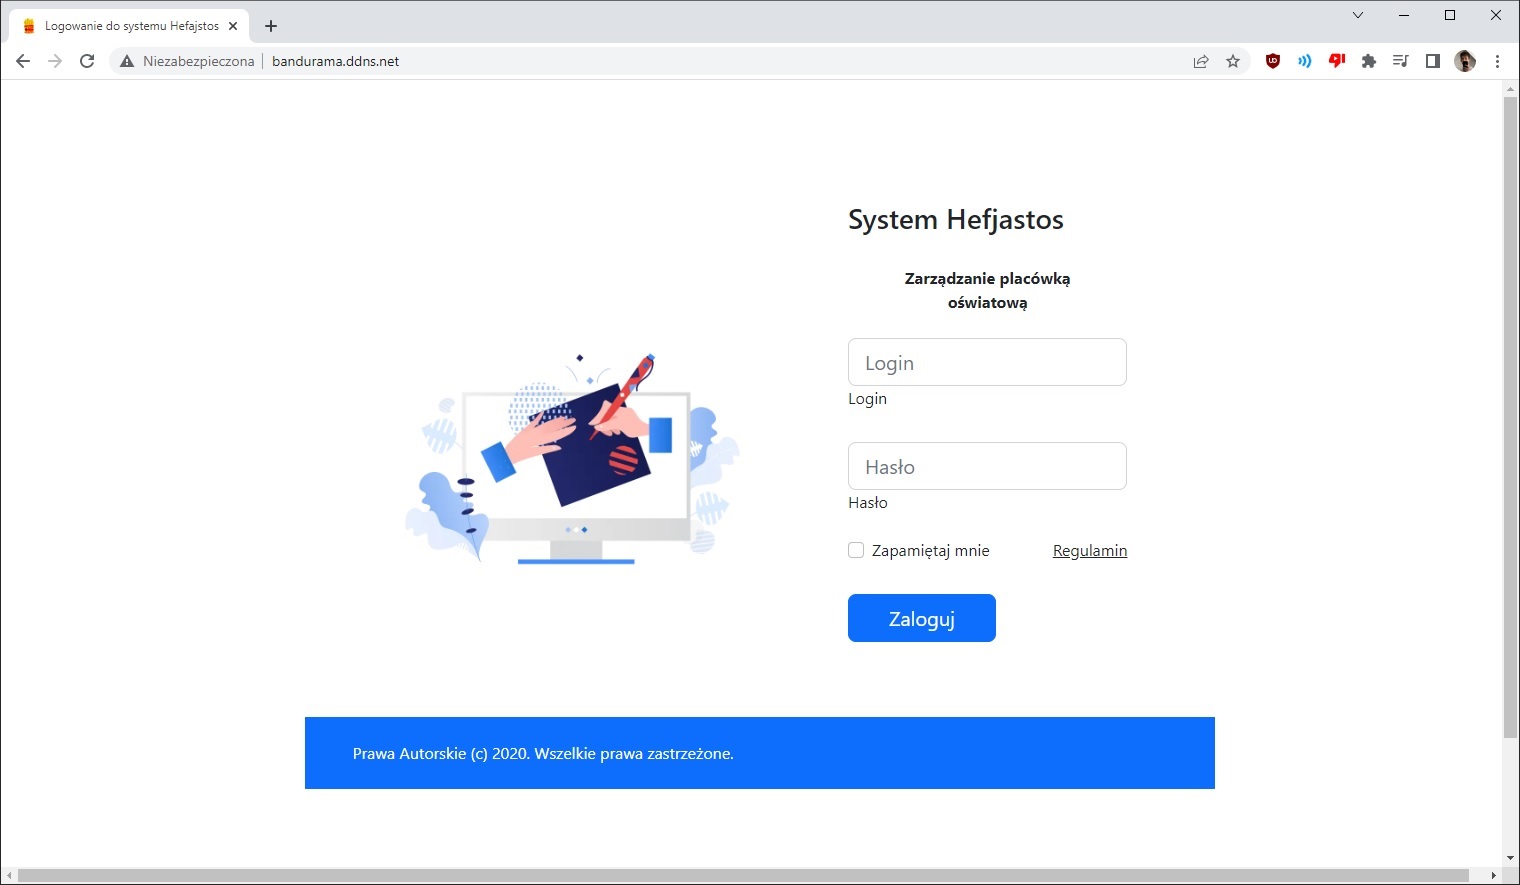 Logowanie do systemu Hefajstos
Niezabezpieczona
bandurama.ddns.net
System Hefjastos
Zarządzanie placówką
oświatową
Login
Login
Hasło
Hasło
Zapamiętaj mnie
Regulamin
Zaloguj
Prawa Autorskie (c) 2020. Wszelkie prawa zastrzeżone.